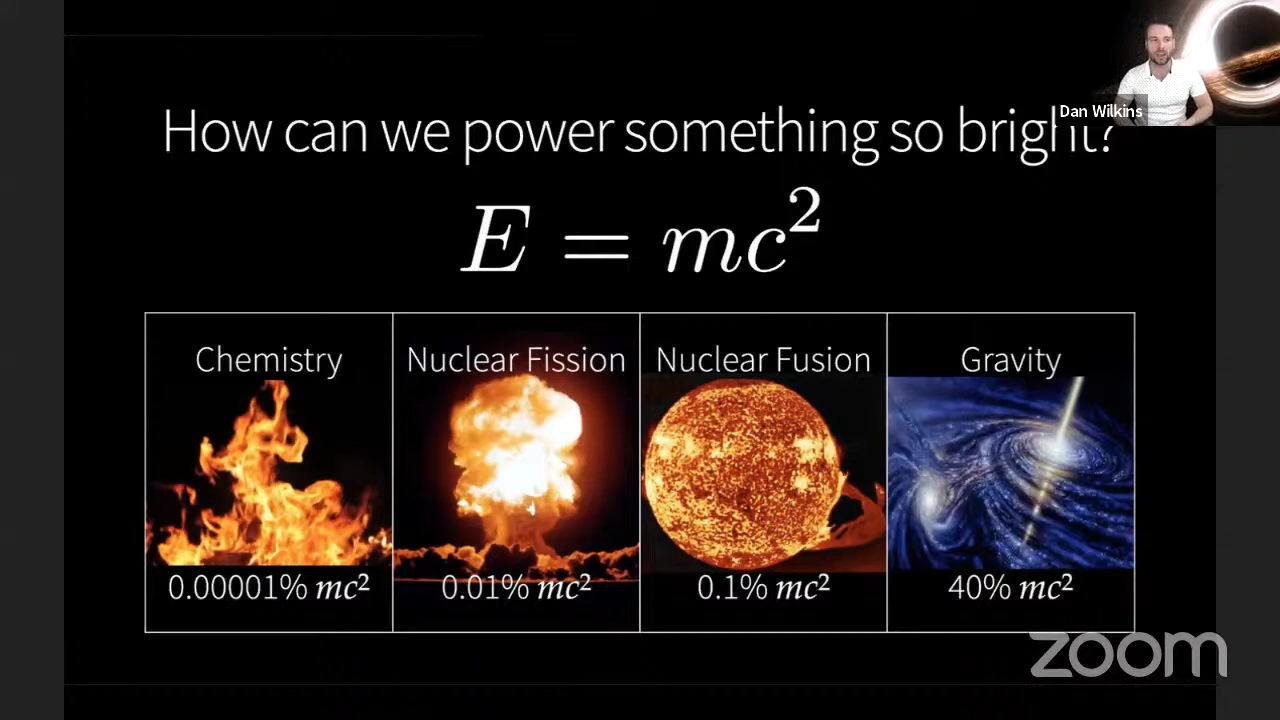 How can we power something so bright?
Dan Wilkins
E = mc²
Chemistry
Nuclear Fission
Nuclear Fusion
Gravity
0.00001% mc²
0.01% mc²
0.1% mc²
40% mc²
zoom